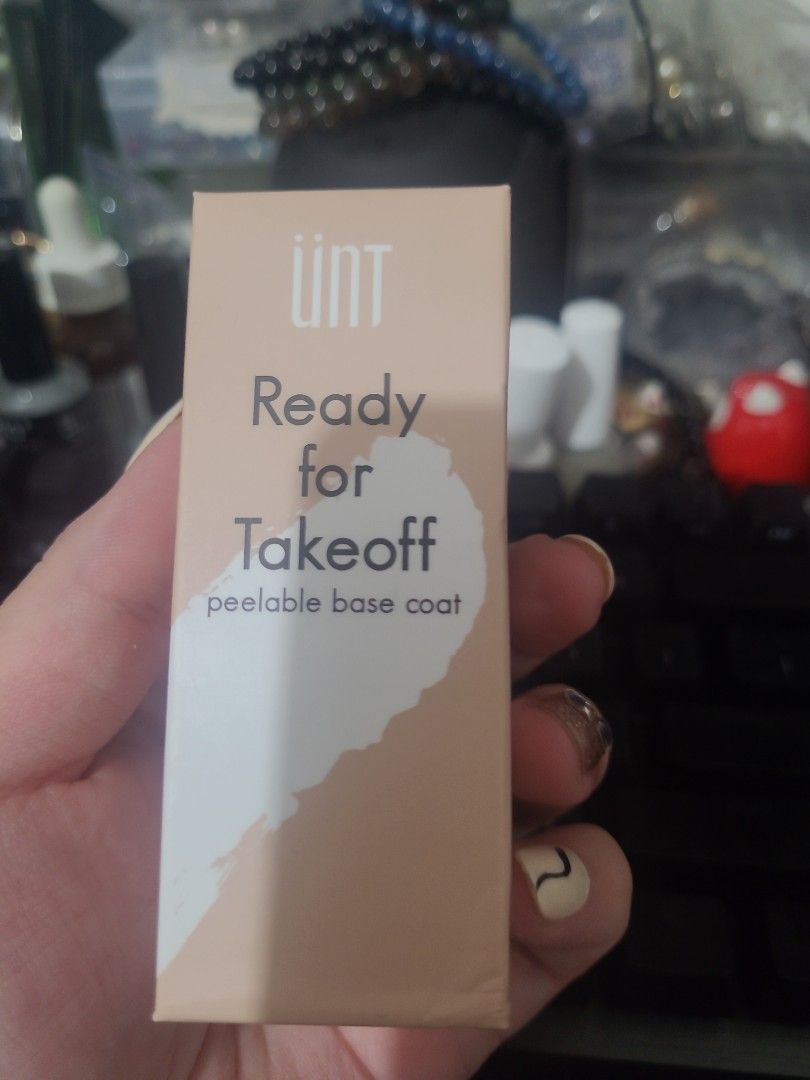 ünt
Ready
for
Takeoff
peelable base coat